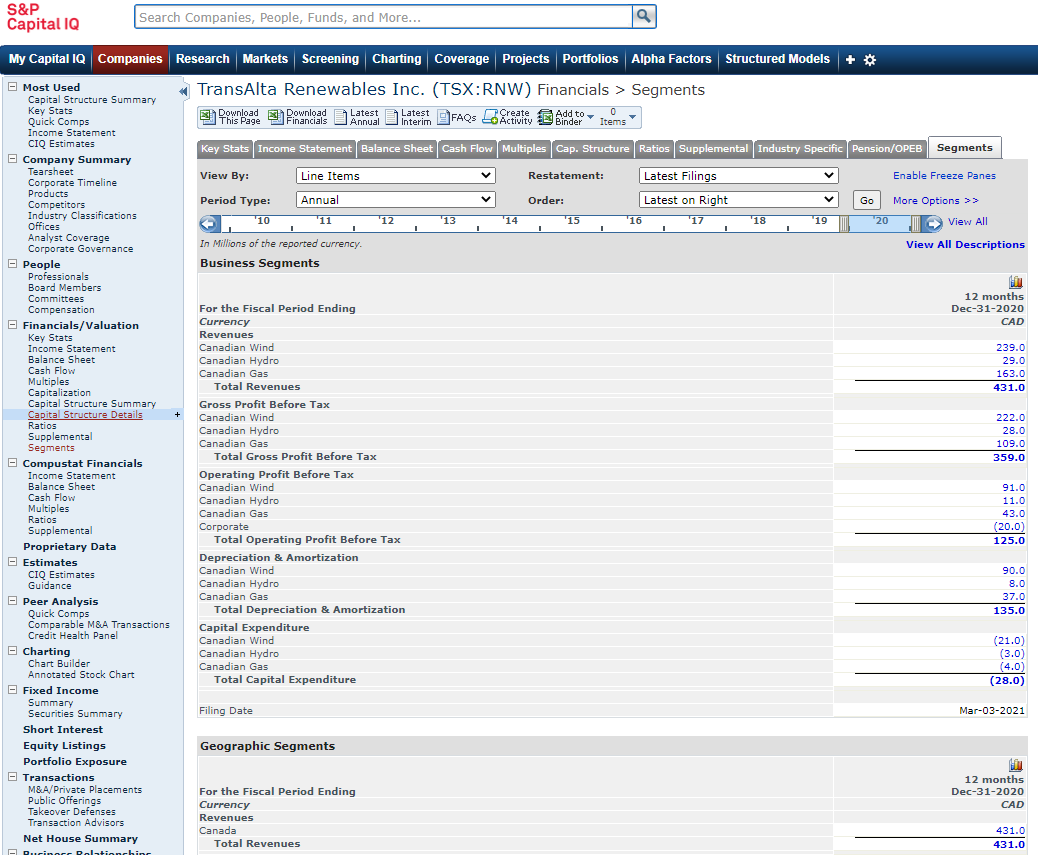 S&P
Capital IQ
Search Companies, People, Funds, and More...
My Capital IQ Companies Research Markets Screening Charting Coverage Projects Portfolios Alpha Factors Structured Models
Most Used
Capital Structure Summary
Key Stats
Quick Comps
Income Statement
CIQ Estimates
Company Summary
Tearsheet
Corporate Timeline
Products
Competitors
Industry Classifications
Offices
Analyst Coverage
Corporate Governance
People
Professionals
Board Members
Committees
Compensation
Financials/Valuation
Key Stats
Income Statement
Balance Sheet
Cash Flow
Multiples
Capitalization
Capital Structure Summary
Capital Structure Details +
Ratios
Supplemental
Segments
Compustat Financials
Income Statement
Balance Sheet
Cash Flow
Multiples
Ratios
Supplemental
Proprietary Data
Estimates
CIQ Estimates
Guidance
Peer Analysis
Quick Comps
Comparable M&A Transactions
Credit Health Panel
Charting
Chart Builder
Annotated Stock Chart
Fixed Income
Summary
Securities Summary
Short Interest
Equity Listings
Portfolio Exposure
Transactions
M&A/Private Placements
Public Offerings
Takeover Defenses
Transaction Advisors
Net House Summary
Business Relationships
TransAlta Renewables Inc. (TSX:RNW) Financials > Segments
Download This Page
Download Financials
Latest Annual
Latest Interim
FAQs
Create Activity
Add to Binder
0 Items
Key Stats Income Statement Balance Sheet Cash Flow Multiples Cap. Structure Ratios Supplemental Industry Specific Pension/OPEB Segments
View By: Line Items Restatement: Latest Filings Enable Freeze Panes
Period Type: Annual Order: Latest on Right Go More Options >>
'10 '11 '12 '13 '14 '15 '16 '17 '18 '19 '20 View All
In Millions of the reported currency. View All Descriptions
Business Segments
12 months
For the Fiscal Period Ending Dec-31-2020
Currency CAD
Revenues
Canadian Wind 239.0
Canadian Hydro 29.0
Canadian Gas 163.0
Total Revenues 431.0
Gross Profit Before Tax
Canadian Wind 222.0
Canadian Hydro 28.0
Canadian Gas 109.0
Total Gross Profit Before Tax 359.0
Operating Profit Before Tax
Canadian Wind 91.0
Canadian Hydro 11.0
Canadian Gas 43.0
Corporate (20.0)
Total Operating Profit Before Tax 125.0
Depreciation & Amortization
Canadian Wind 90.0
Canadian Hydro 8.0
Canadian Gas 37.0
Total Depreciation & Amortization 135.0
Capital Expenditure
Canadian Wind (21.0)
Canadian Hydro (3.0)
Canadian Gas (4.0)
Total Capital Expenditure (28.0)
Filing Date Mar-03-2021
Geographic Segments
12 months
For the Fiscal Period Ending Dec-31-2020
Currency CAD
Revenues
Canada 431.0
Total Revenues 431.0